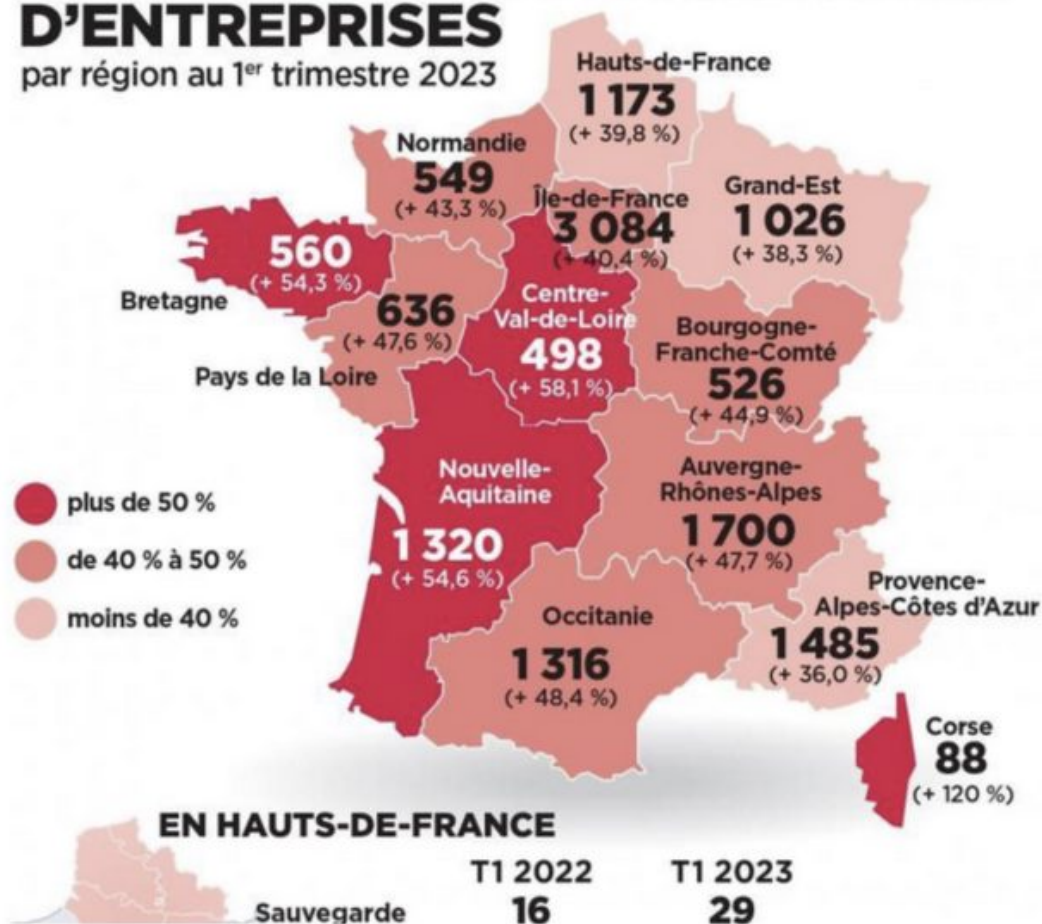 D'ENTREPRISES
par région au 1er trimestre 2023
Hauts-de-France
1 173
(+ 39,8 %)
Normandie
549
(+ 43,3 %)
Île-de-France
3 084
(+ 40,4 %)
Grand-Est
1 026
(+ 38,3 %)
560
(+ 54,3 %)
Bretagne
636
(+ 47,6 %)
Pays de la Loire
Centre-
Val-de-Loire
498
(+ 58,1 %)
Bourgogne-
Franche-Comté
526
(+ 44,9 %)
Nouvelle-
Aquitaine
1 320
(+ 54,6 %)
Auvergne-
Rhônes-Alpes
1 700
(+ 47,7 %)
plus de 50 %
de 40 % à 50 %
moins de 40 %
Occitanie
1 316
(+ 48,4 %)
Provence-
Alpes-Côtes d'Azur
1 485
(+ 36,0 %)
Corse
88
(+ 120 %)
EN HAUTS-DE-FRANCE
T1 2022 T1 2023
Sauvegarde 16 29